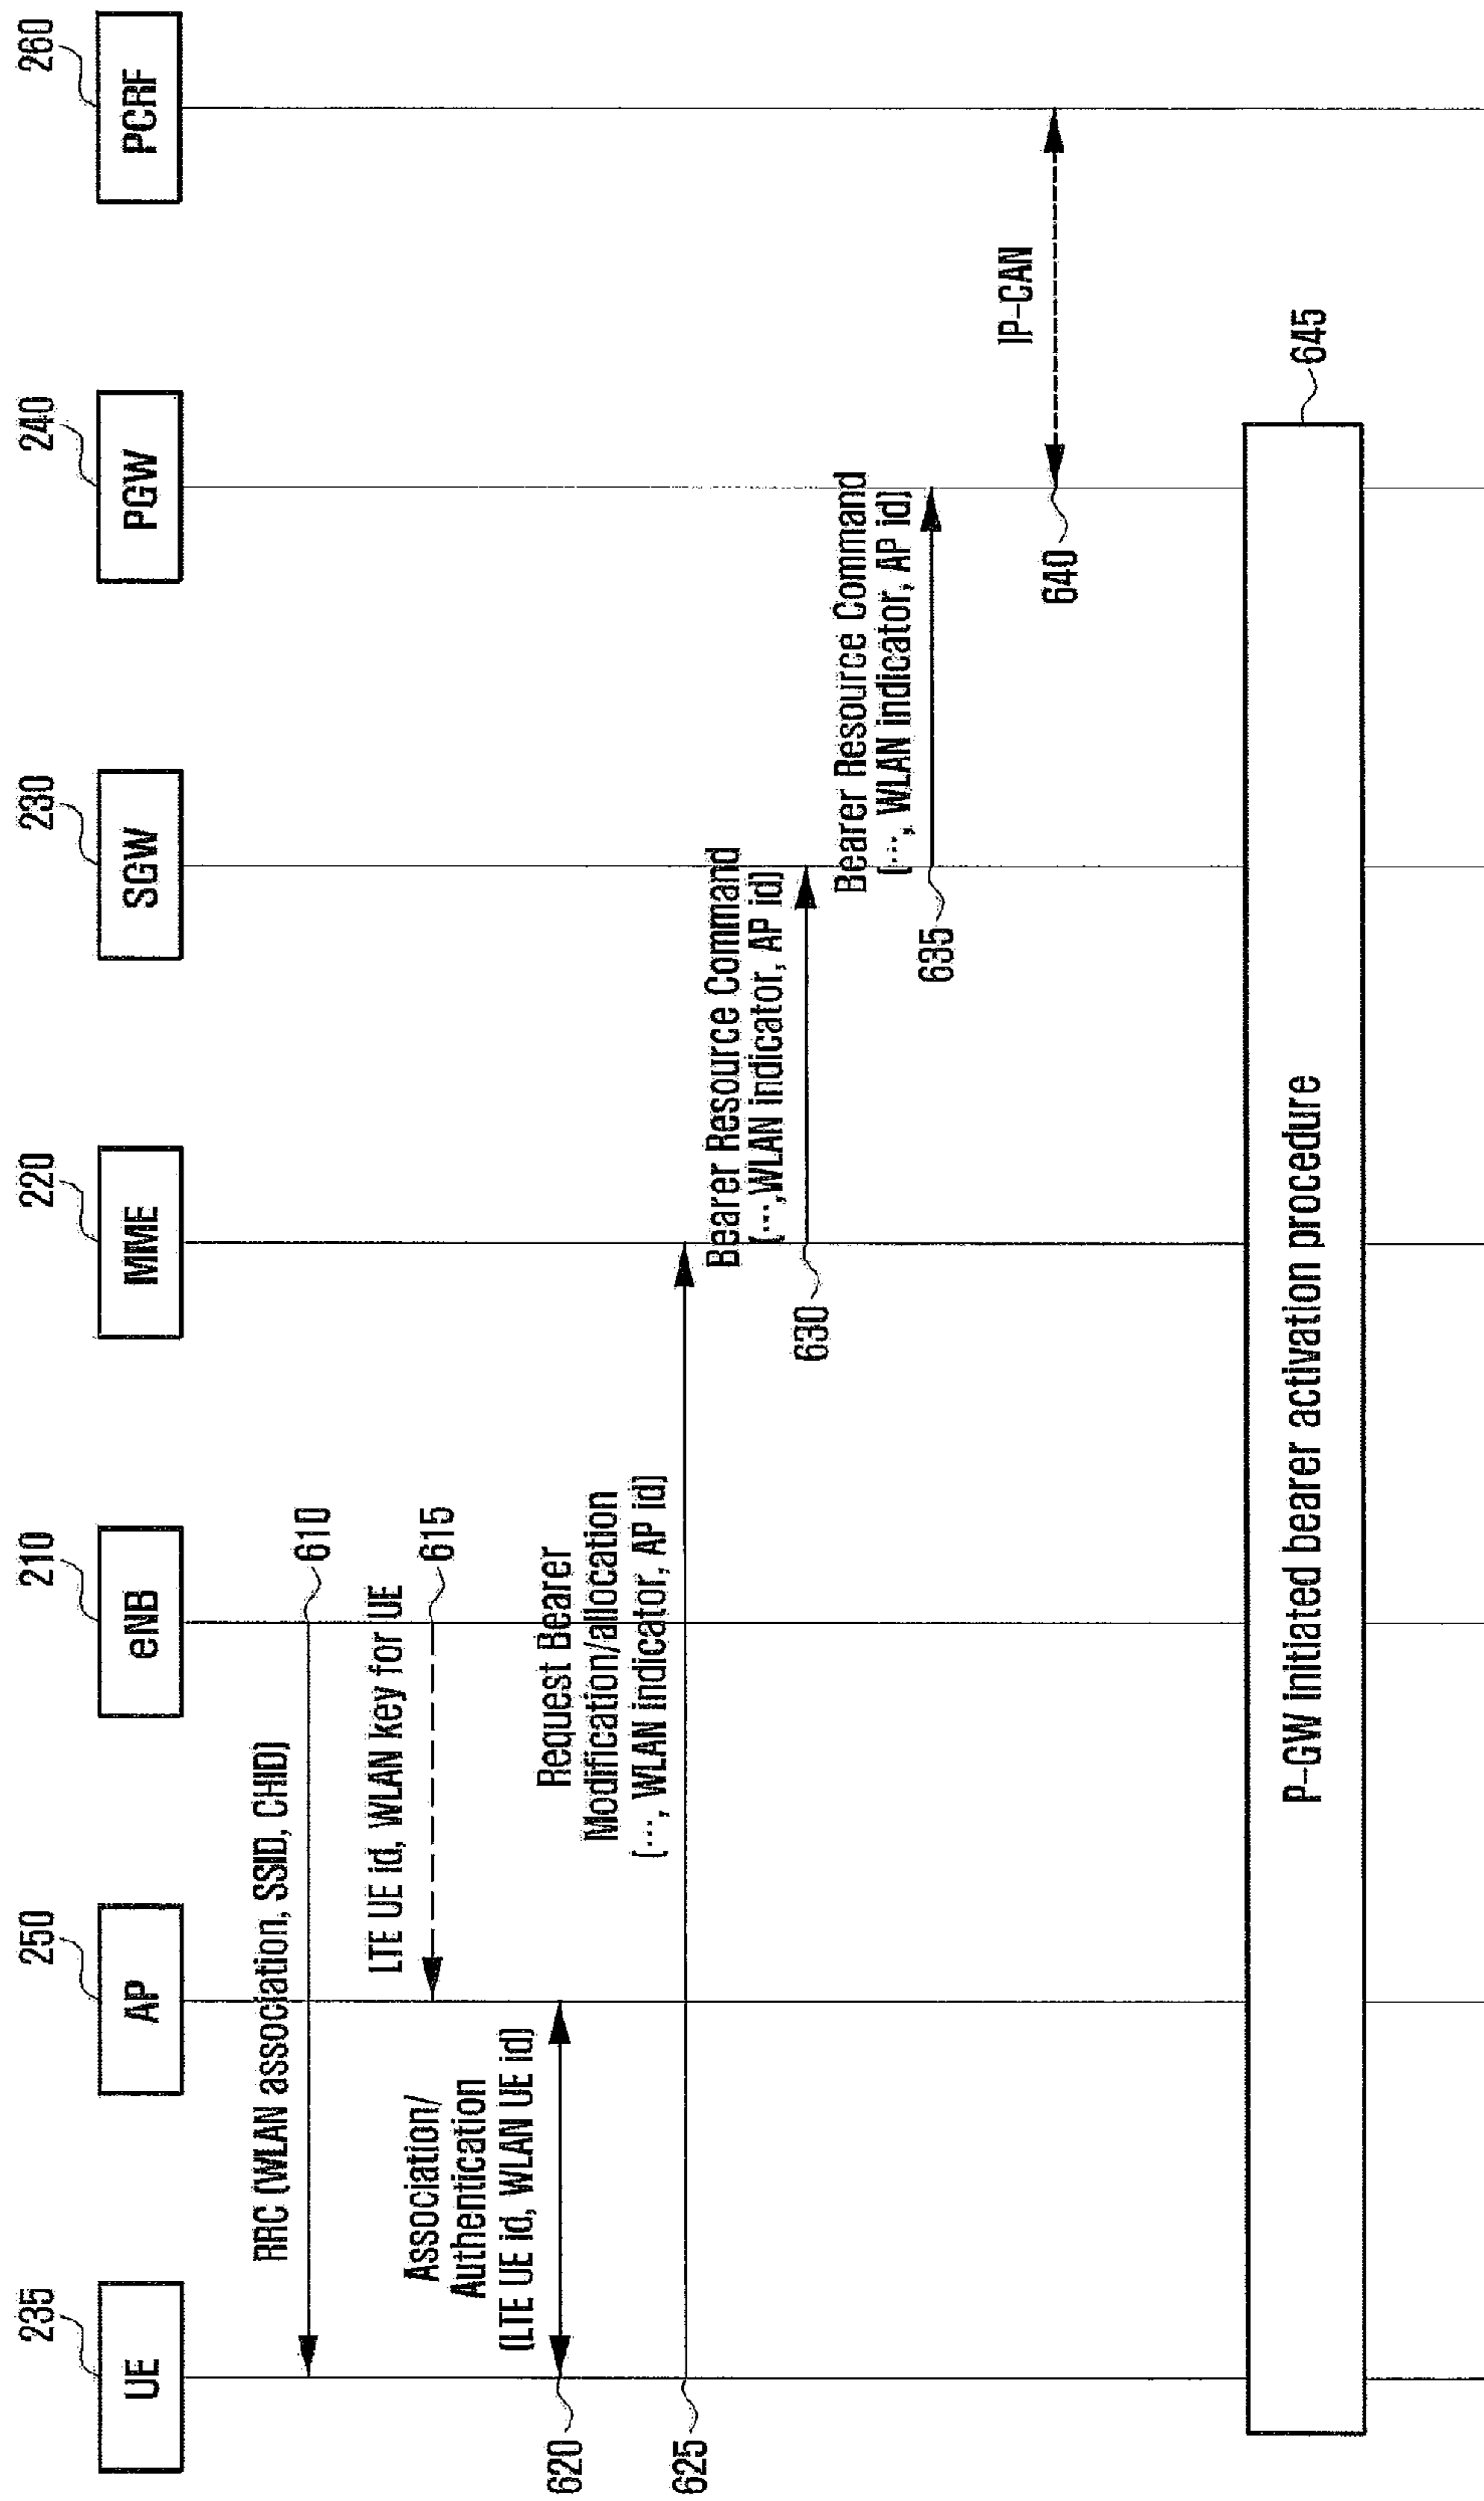 235
250
210
220
230
240
260
UE
AP
eNB
MME
SGW
PGW
PCRF
RRC (WLAN association, SSID, CHID)
610
LTE UE id, WLAN key for UE
615
Association/
Authentication
(LTE UE id, WLAN UE id)
620
Request Bearer
Modification/allocation
(…, WLAN indicator, AP id)
625
Bearer Resource Command
(…,WLAN indicator, AP id)
630
Bearer Resource Command
(…, WLAN indicator, AP id)
635
IP-CAN
640
P-GW initiated bearer activation procedure
645